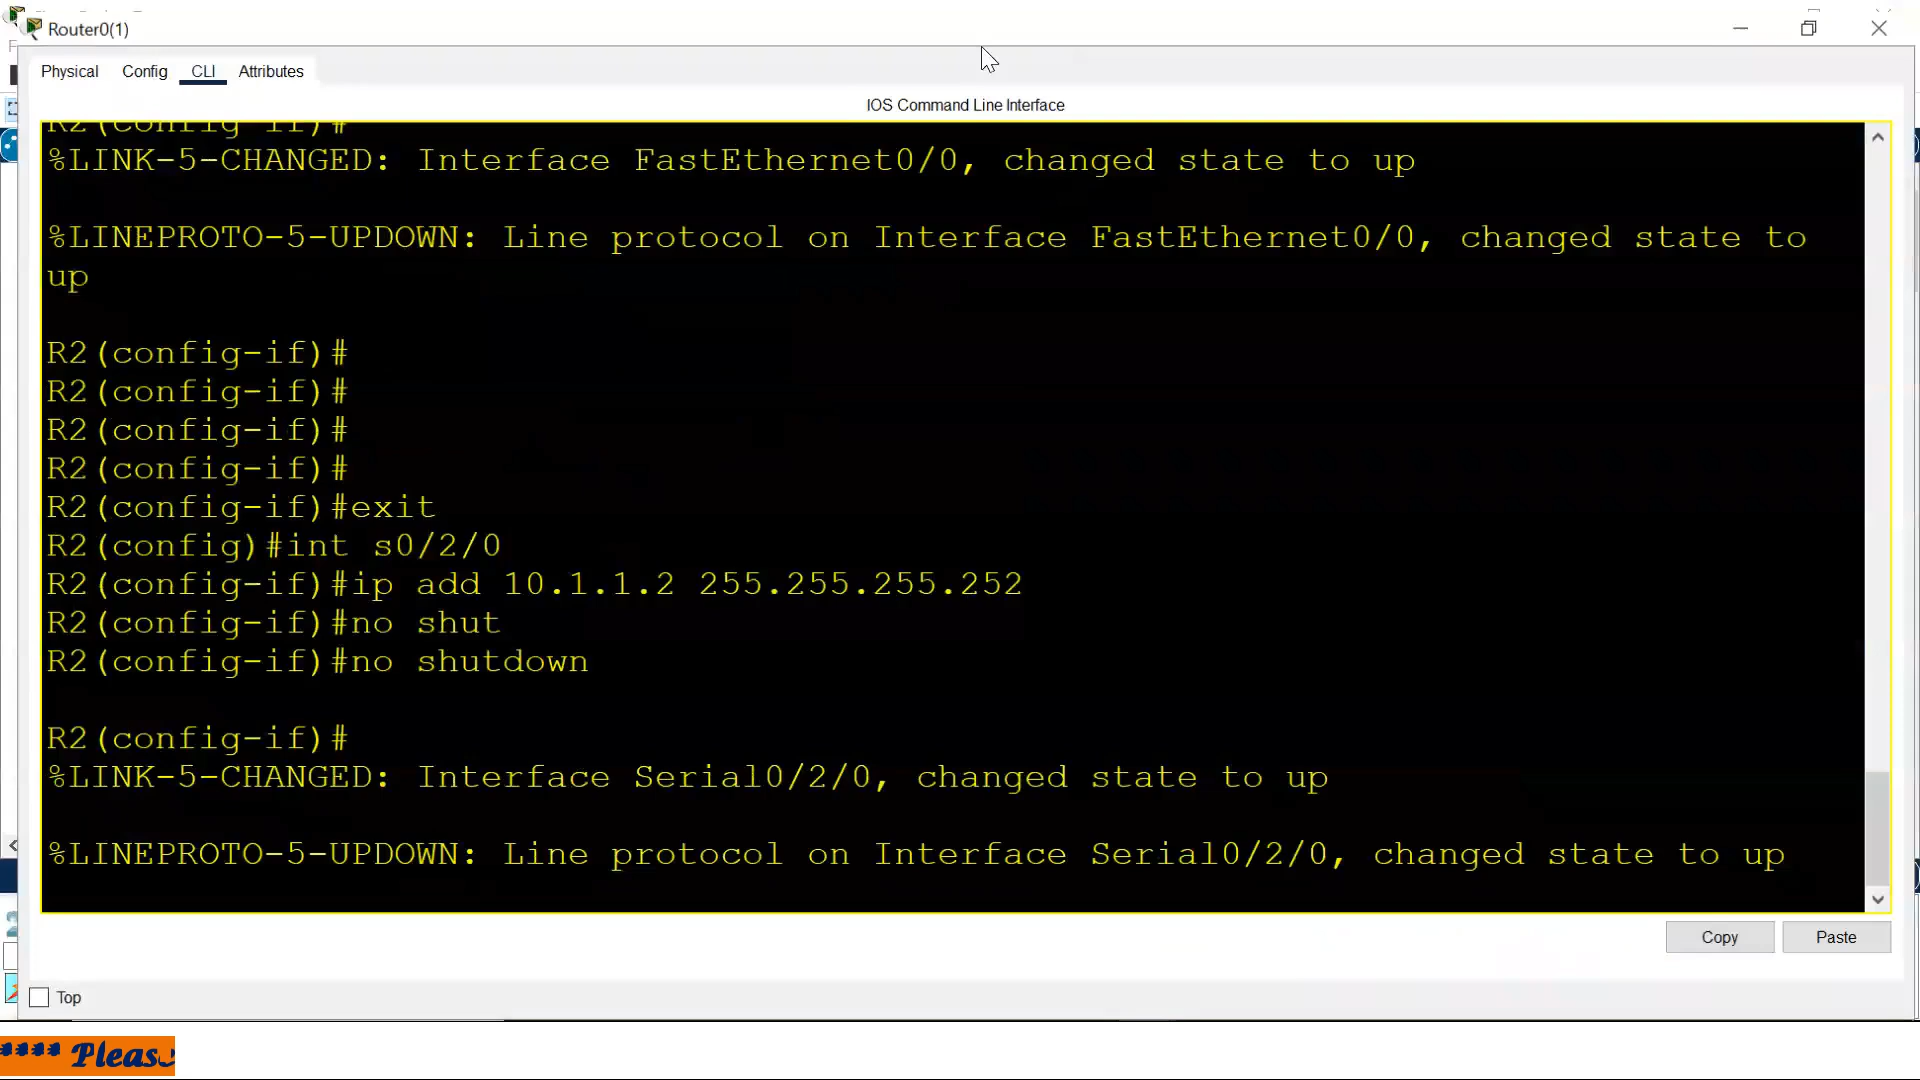 Router0(1)
Physical Config CLI Attributes
IOS Command Line Interface
R2(config-if)#
%LINK-5-CHANGED: Interface FastEthernet0/0, changed state to up
%LINEPROTO-5-UPDOWN: Line protocol on Interface FastEthernet0/0, changed state to
up
R2(config-if)#
R2(config-if)#
R2(config-if)#
R2(config-if)#
R2(config-if)#exit
R2(config)#int s0/2/0
R2(config-if)#ip add 10.1.1.2 255.255.255.252
R2(config-if)#no shut
R2(config-if)#no shutdown
R2(config-if)#
%LINK-5-CHANGED: Interface Serial0/2/0, changed state to up
%LINEPROTO-5-UPDOWN: Line protocol on Interface Serial0/2/0, changed state to up
Copy Paste
Top
****